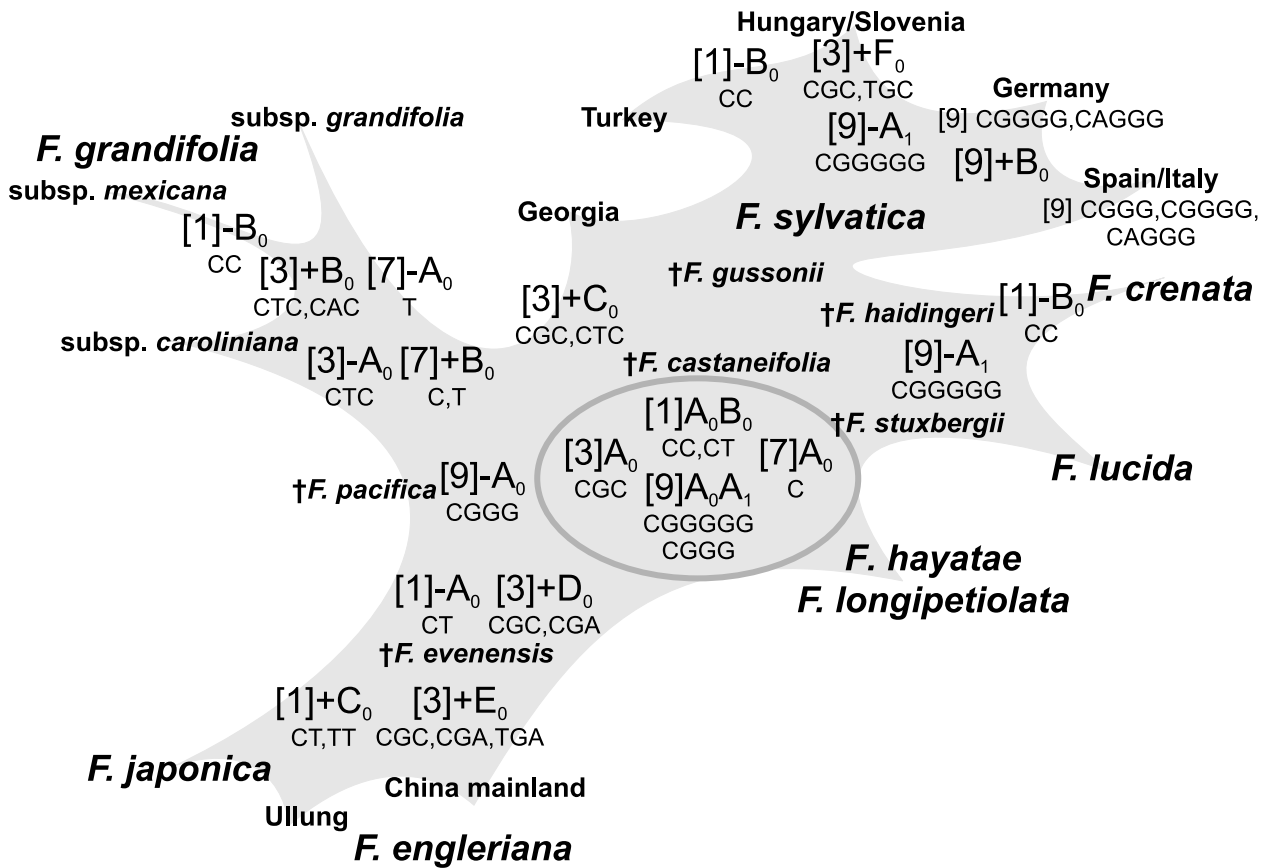 Hungary/Slovenia
[1]-B₀ [3]+F₀
CC CGC,TGC
Germany
[9] CGGGG,CAGGG
subsp. grandifolia
Turkey
[9]-A₁
CGGGGG
[9]+B₀
F. grandifolia
subsp. mexicana
Spain/Italy
[9] CGGG,CGGGG,
CAGGG
Georgia
F. sylvatica
[1]-B₀
CC
[3]+B₀ [7]-A₀
CTC,CAC T
†F. gussonii
[3]+C₀
CGC,CTC
†F. haidingeri
[1]-B₀
CC
F. crenata
subsp. caroliniana
[3]-A₀ [7]+B₀
CTC C,T
†F. castaneifolia
[9]-A₁
CGGGGG
†F. stuxbergii
[1]A₀B₀
CC,CT
[3]A₀
CGC
[7]A₀
C
[9]A₀A₁
CGGGGG
CGGG
F. lucida
†F. pacifica
[9]-A₀
CGGG
F. hayatae
F. longipetiolata
[1]-A₀ [3]+D₀
CT CGC,CGA
†F. evenensis
[1]+C₀ [3]+E₀
CT,TT CGC,CGA,TGA
F. japonica
China mainland
Ullung
F. engleriana